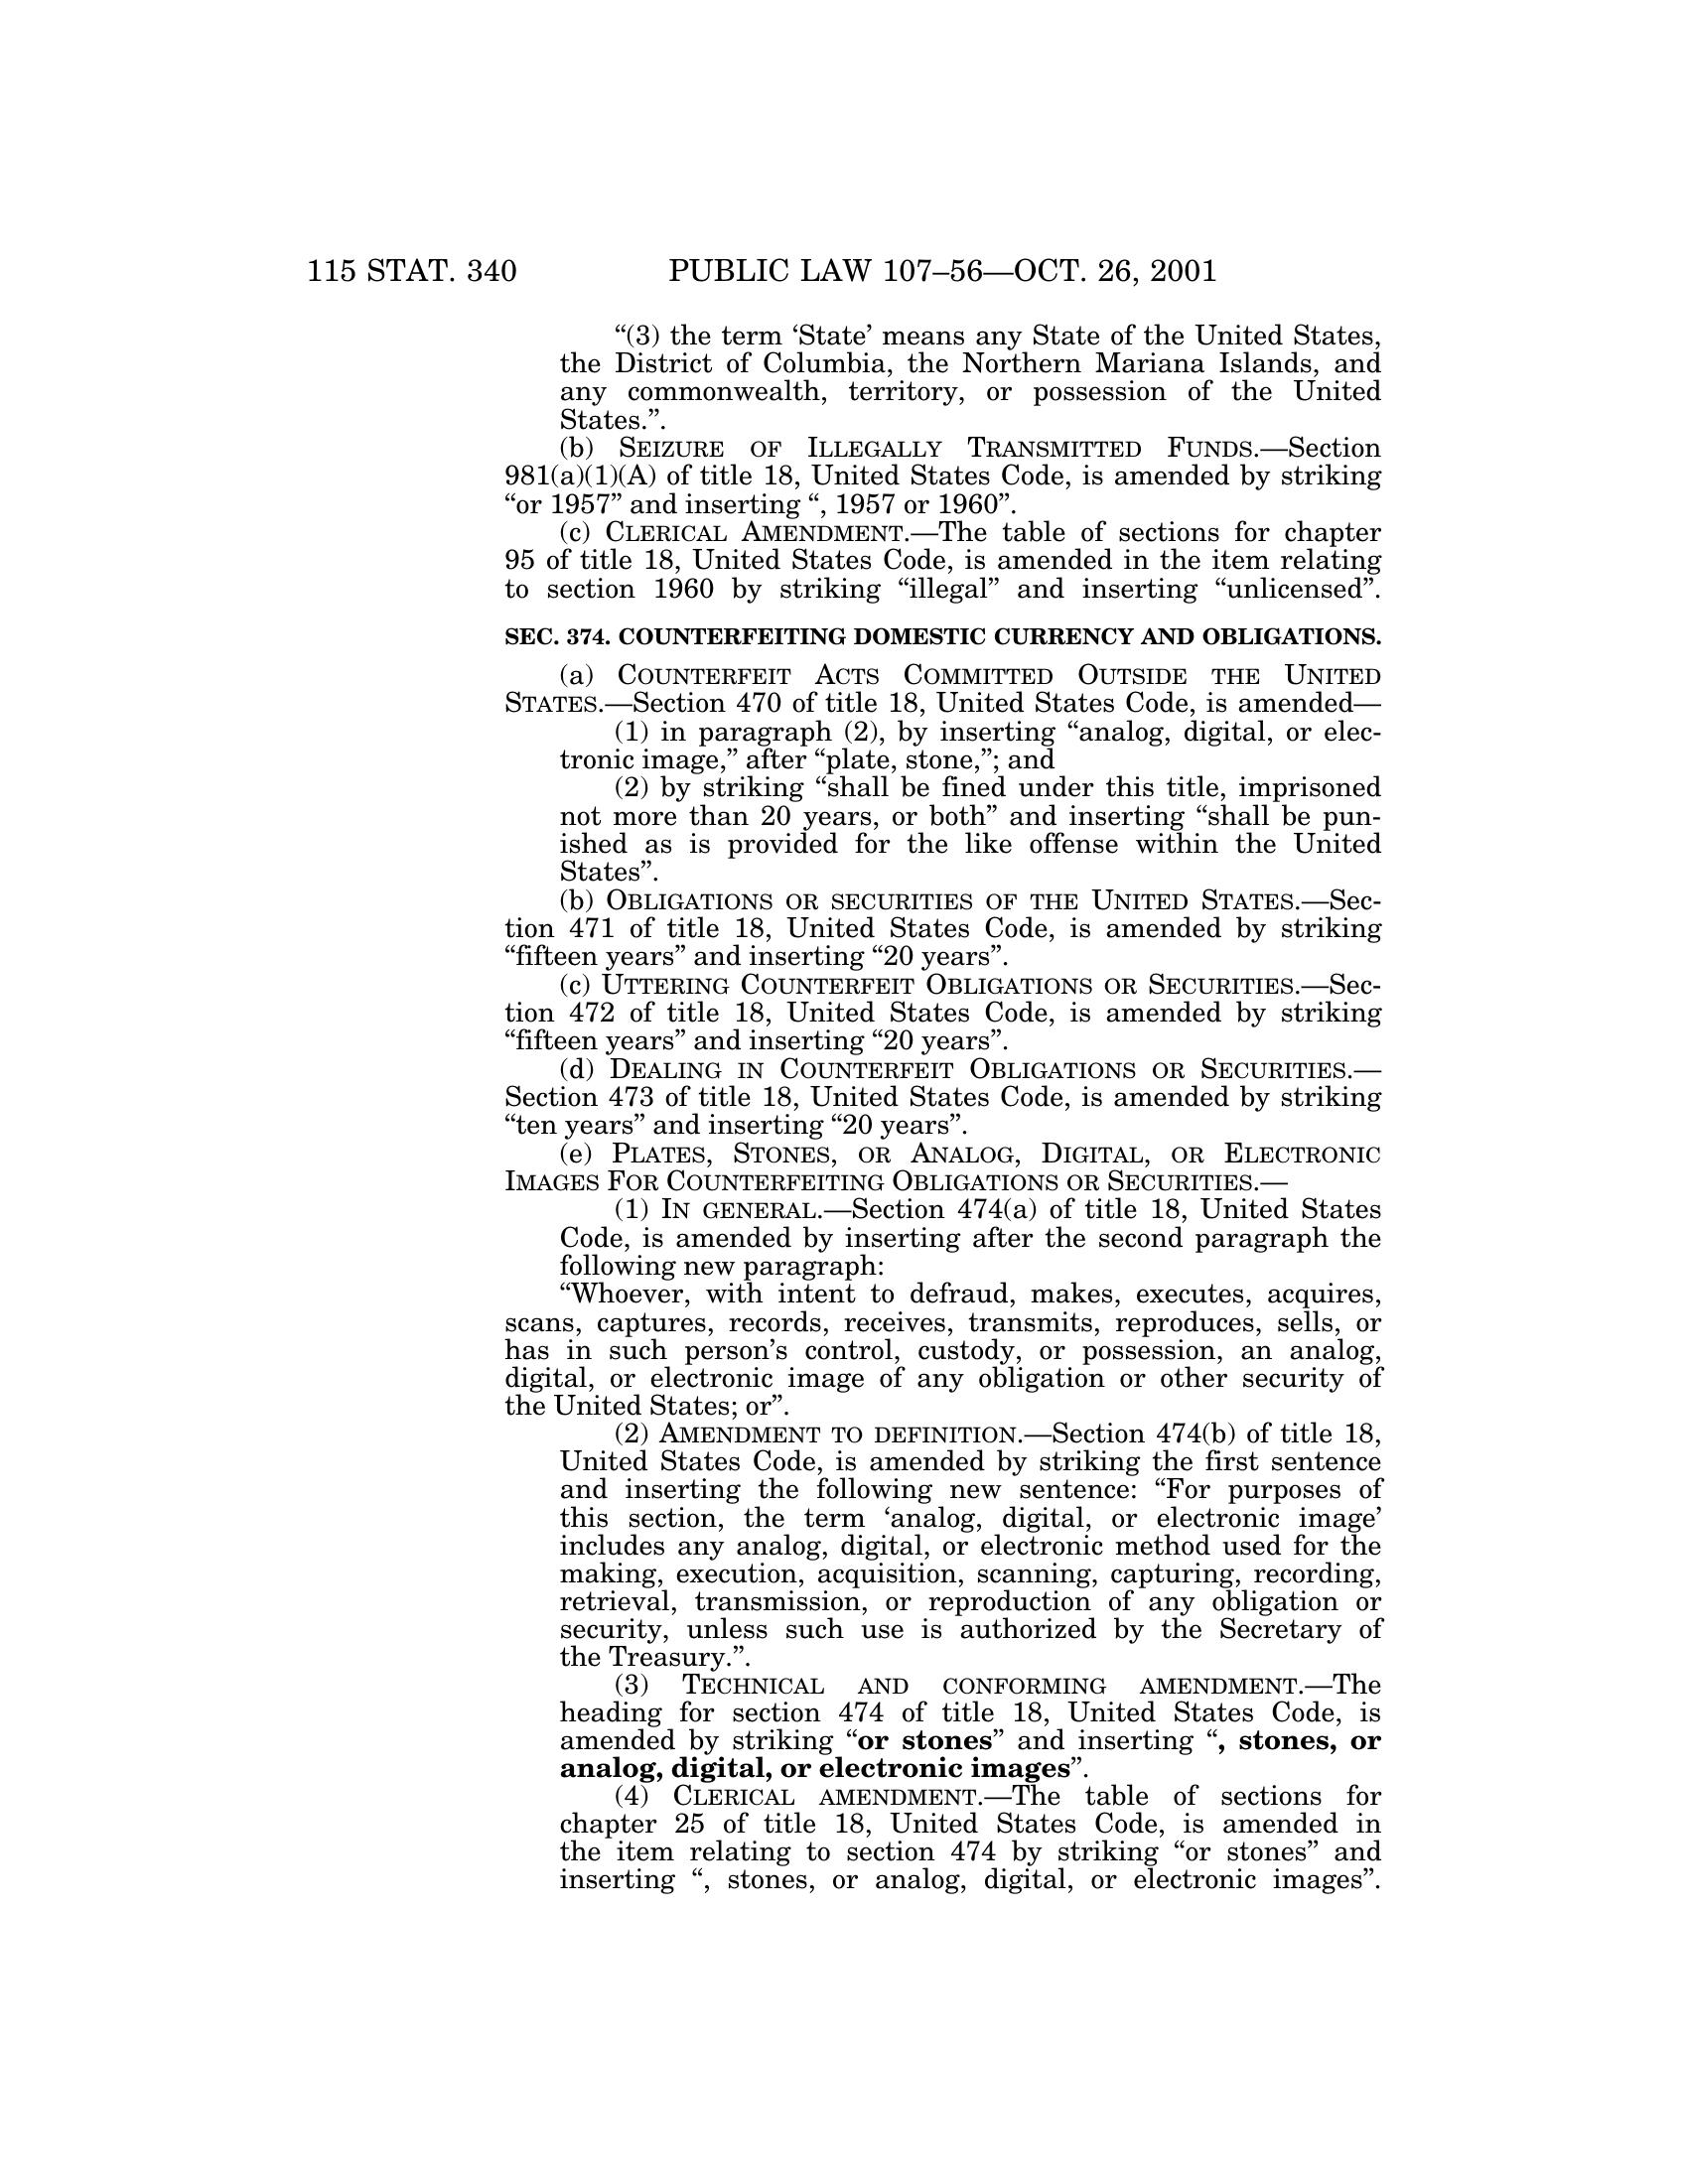 115 STAT. 340 PUBLIC LAW 107–56—OCT. 26, 2001
“(3) the term ‘State’ means any State of the United States,
the District of Columbia, the Northern Mariana Islands, and
any commonwealth, territory, or possession of the United
States.”.
(b) SEIZURE OF ILLEGALLY TRANSMITTED FUNDS.—Section
981(a)(1)(A) of title 18, United States Code, is amended by striking
“or 1957” and inserting “, 1957 or 1960”.
(c) CLERICAL AMENDMENT.—The table of sections for chapter
95 of title 18, United States Code, is amended in the item relating
to section 1960 by striking “illegal” and inserting “unlicensed”.
SEC. 374. COUNTERFEITING DOMESTIC CURRENCY AND OBLIGATIONS.
(a) COUNTERFEIT ACTS COMMITTED OUTSIDE THE UNITED
STATES.—Section 470 of title 18, United States Code, is amended—
(1) in paragraph (2), by inserting “analog, digital, or elec-
tronic image,” after “plate, stone,”; and
(2) by striking “shall be fined under this title, imprisoned
not more than 20 years, or both” and inserting “shall be pun-
ished as is provided for the like offense within the United
States”.
(b) OBLIGATIONS OR SECURITIES OF THE UNITED STATES.—Sec-
tion 471 of title 18, United States Code, is amended by striking
“fifteen years” and inserting “20 years”.
(c) UTTERING COUNTERFEIT OBLIGATIONS OR SECURITIES.—Sec-
tion 472 of title 18, United States Code, is amended by striking
“fifteen years” and inserting “20 years”.
(d) DEALING IN COUNTERFEIT OBLIGATIONS OR SECURITIES.—
Section 473 of title 18, United States Code, is amended by striking
“ten years” and inserting “20 years”.
(e) PLATES, STONES, OR ANALOG, DIGITAL, OR ELECTRONIC
IMAGES FOR COUNTERFEITING OBLIGATIONS OR SECURITIES.—
(1) IN GENERAL.—Section 474(a) of title 18, United States
Code, is amended by inserting after the second paragraph the
following new paragraph:
“Whoever, with intent to defraud, makes, executes, acquires,
scans, captures, records, receives, transmits, reproduces, sells, or
has in such person’s control, custody, or possession, an analog,
digital, or electronic image of any obligation or other security of
the United States; or”.
(2) AMENDMENT TO DEFINITION.—Section 474(b) of title 18,
United States Code, is amended by striking the first sentence
and inserting the following new sentence: “For purposes of
this section, the term ‘analog, digital, or electronic image’
includes any analog, digital, or electronic method used for the
making, execution, acquisition, scanning, capturing, recording,
retrieval, transmission, or reproduction of any obligation or
security, unless such use is authorized by the Secretary of
the Treasury.”.
(3) TECHNICAL AND CONFORMING AMENDMENT.—The
heading for section 474 of title 18, United States Code, is
amended by striking “or stones” and inserting “, stones, or
analog, digital, or electronic images”.
(4) CLERICAL AMENDMENT.—The table of sections for
chapter 25 of title 18, United States Code, is amended in
the item relating to section 474 by striking “or stones” and
inserting “, stones, or analog, digital, or electronic images”.